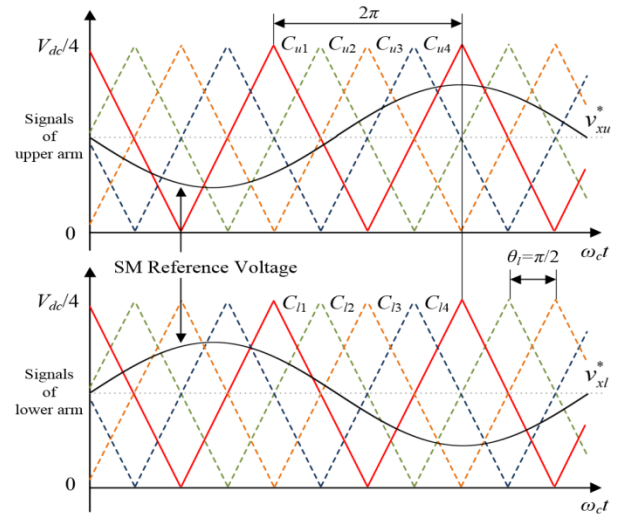 2π
V_dc/4
C_u1 C_u2 C_u3 C_u4
Signals
of
upper arm
v*_xu
0
ω_c t
SM Reference Voltage
θ_l=π/2
V_dc/4
C_l1 C_l2 C_l3 C_l4
Signals
of
lower arm
v*_xl
0
ω_c t